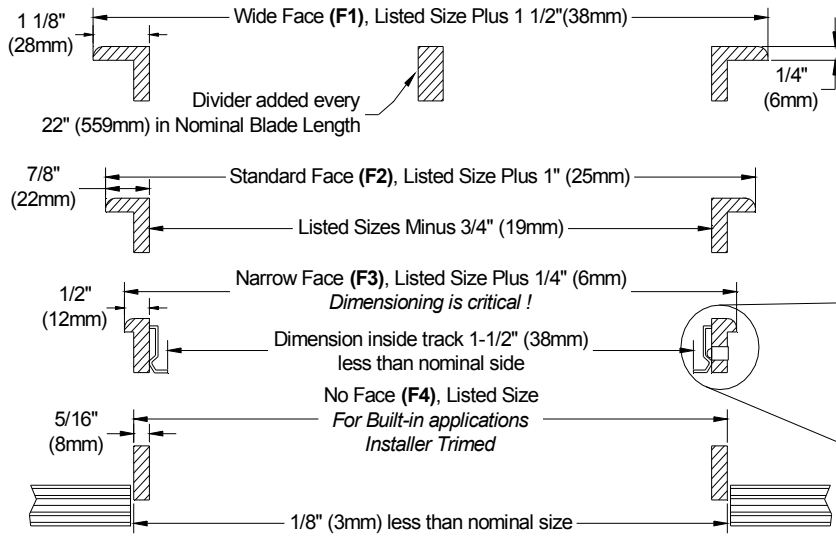 Wide Face (F1), Listed Size Plus 1 1/2"(38mm)
1 1/8"
(28mm)
1/4"
(6mm)
Divider added every
22" (559mm) in Nominal Blade Length
7/8"
(22mm)
Standard Face (F2), Listed Size Plus 1" (25mm)
Listed Sizes Minus 3/4" (19mm)
Narrow Face (F3), Listed Size Plus 1/4" (6mm)
Dimensioning is critical !
1/2"
(12mm)
Dimension inside track 1-1/2" (38mm)
less than nominal side
No Face (F4), Listed Size
For Built-in applications
Installer Trimed
5/16"
(8mm)
1/8" (3mm) less than nominal size